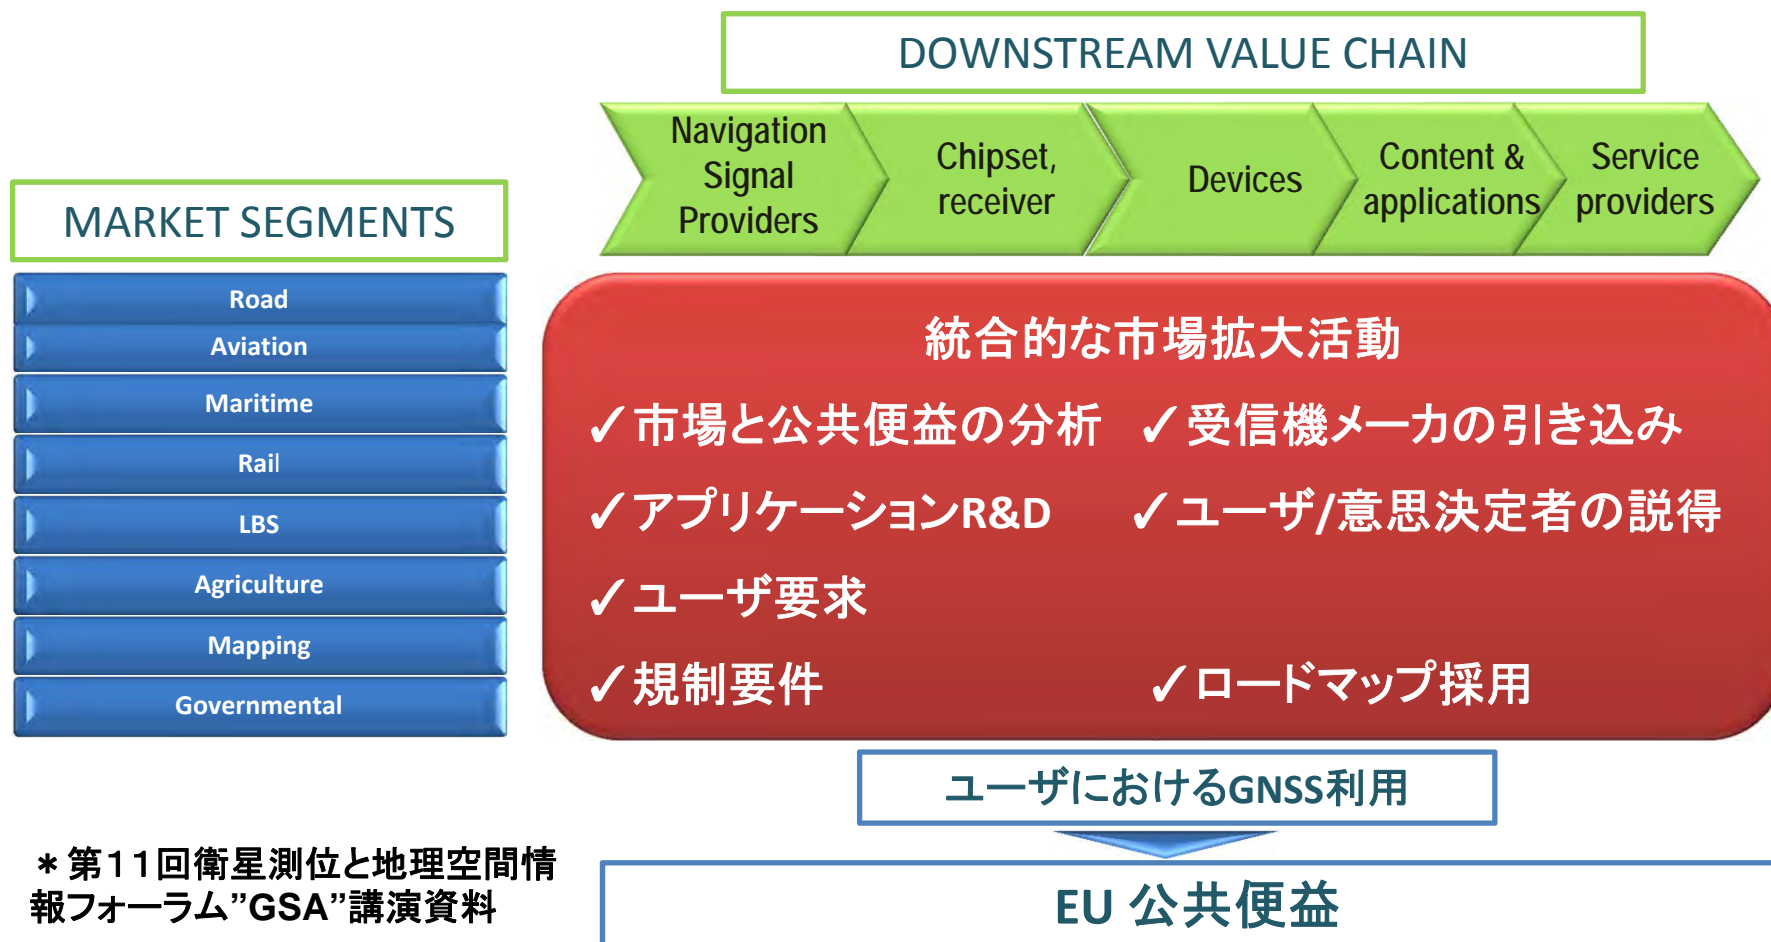 DOWNSTREAM VALUE CHAIN
Navigation
Signal
Providers
Chipset,
receiver
Devices
Content &
applications
Service
providers
MARKET SEGMENTS
Road
Aviation
Maritime
Rail
LBS
Agriculture
Mapping
Governmental
統合的な市場拡大活動
✓市場と公共便益の分析 ✓受信機メーカの引き込み
✓アプリケーションR&D ✓ユーザ/意思決定者の説得
✓ユーザ要求
✓規制要件 ✓ロードマップ採用
ユーザにおけるGNSS利用
EU 公共便益
＊第１１回衛星測位と地理空間情
報フォーラム”GSA”講演資料